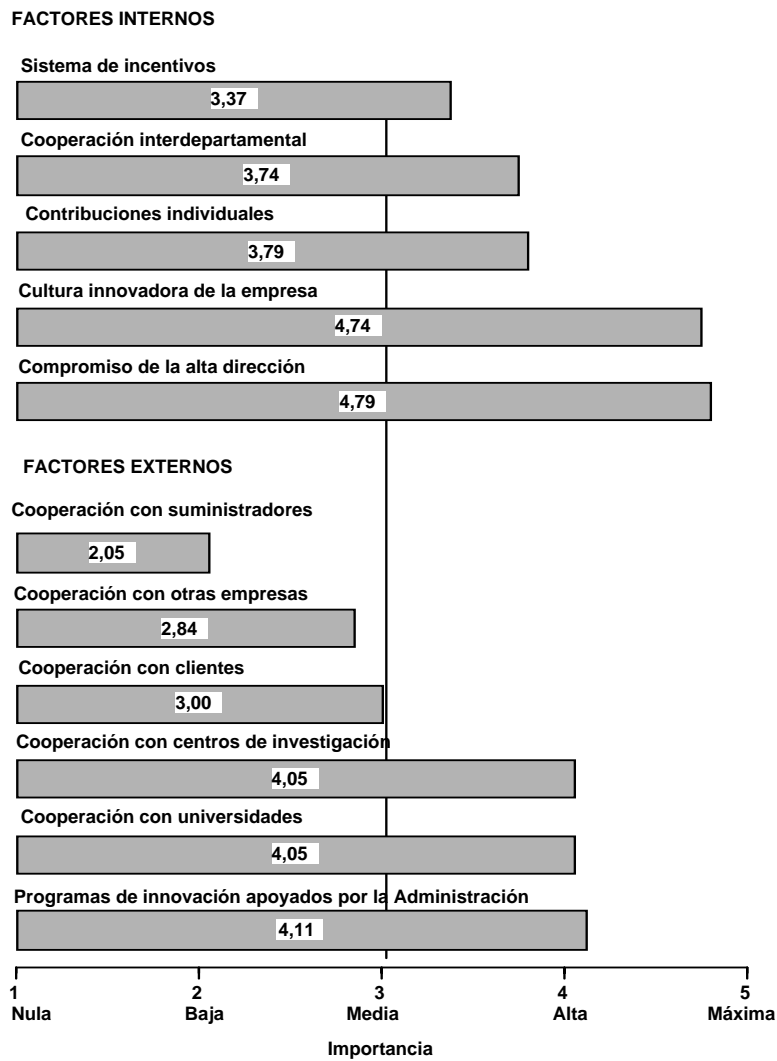 FACTORES INTERNOS
Sistema de incentivos
3,37
Cooperación interdepartamental
3,74
Contribuciones individuales
3,79
Cultura innovadora de la empresa
4,74
Compromiso de la alta dirección
4,79
FACTORES EXTERNOS
Cooperación con suministradores
2,05
Cooperación con otras empresas
2,84
Cooperación con clientes
3,00
Cooperación con centros de investigación
4,05
Cooperación con universidades
4,05
Programas de innovación apoyados por la Administración
4,11
1 2 3 4 5
Nula Baja Media Alta Máxima
Importancia